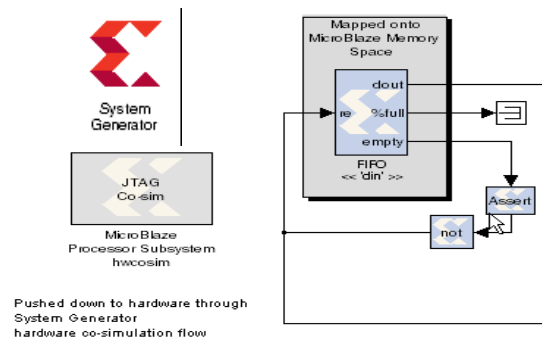 System
Generator
JTAG
Co-sim
MicroBlaze
Processor Subsystem
hwcosim
Pushed down to hardware through
System Generator
hardware co-simulation flow
Mapped onto
MicroBlaze Memory
Space
dout
re %full
empty
FIFO
<< 'din' >>
Assert
not